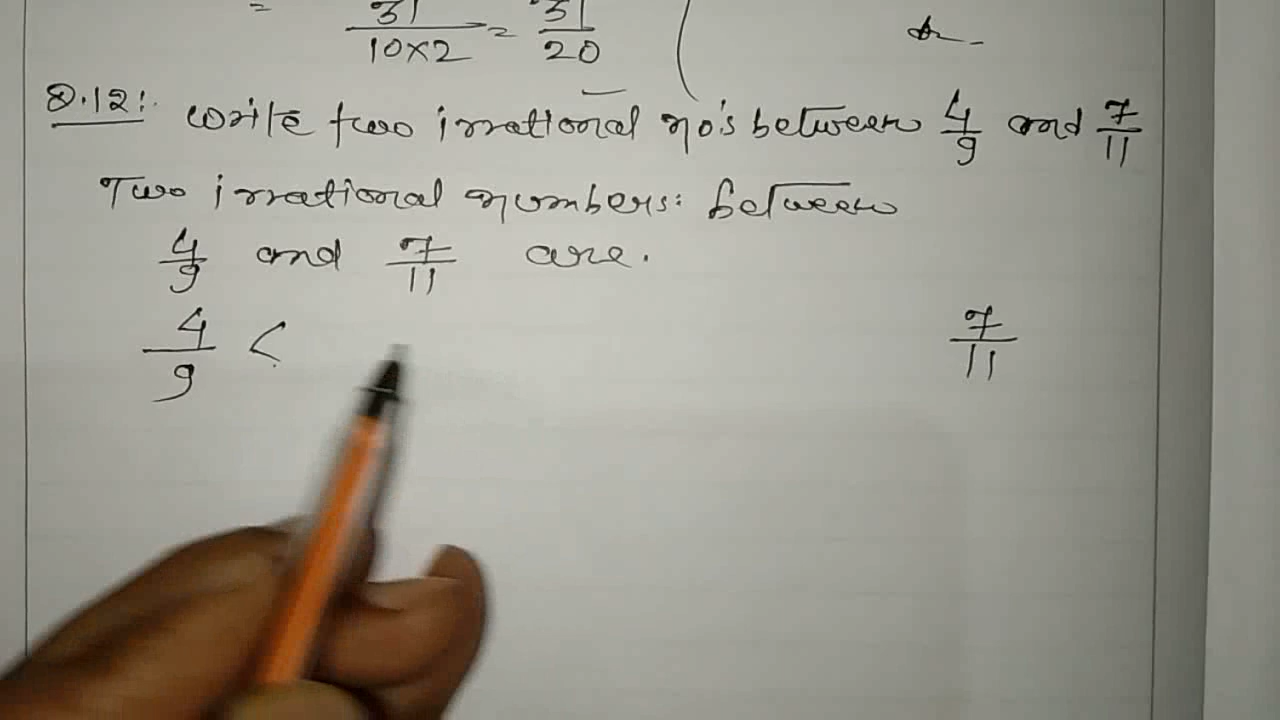 = 31/10×2 = 31/20
Q.12: Write two irrational no's between 4/9 and 7/11
Two irrational numbers: between
4/9 and 7/11 are.
4/9 < 7/11